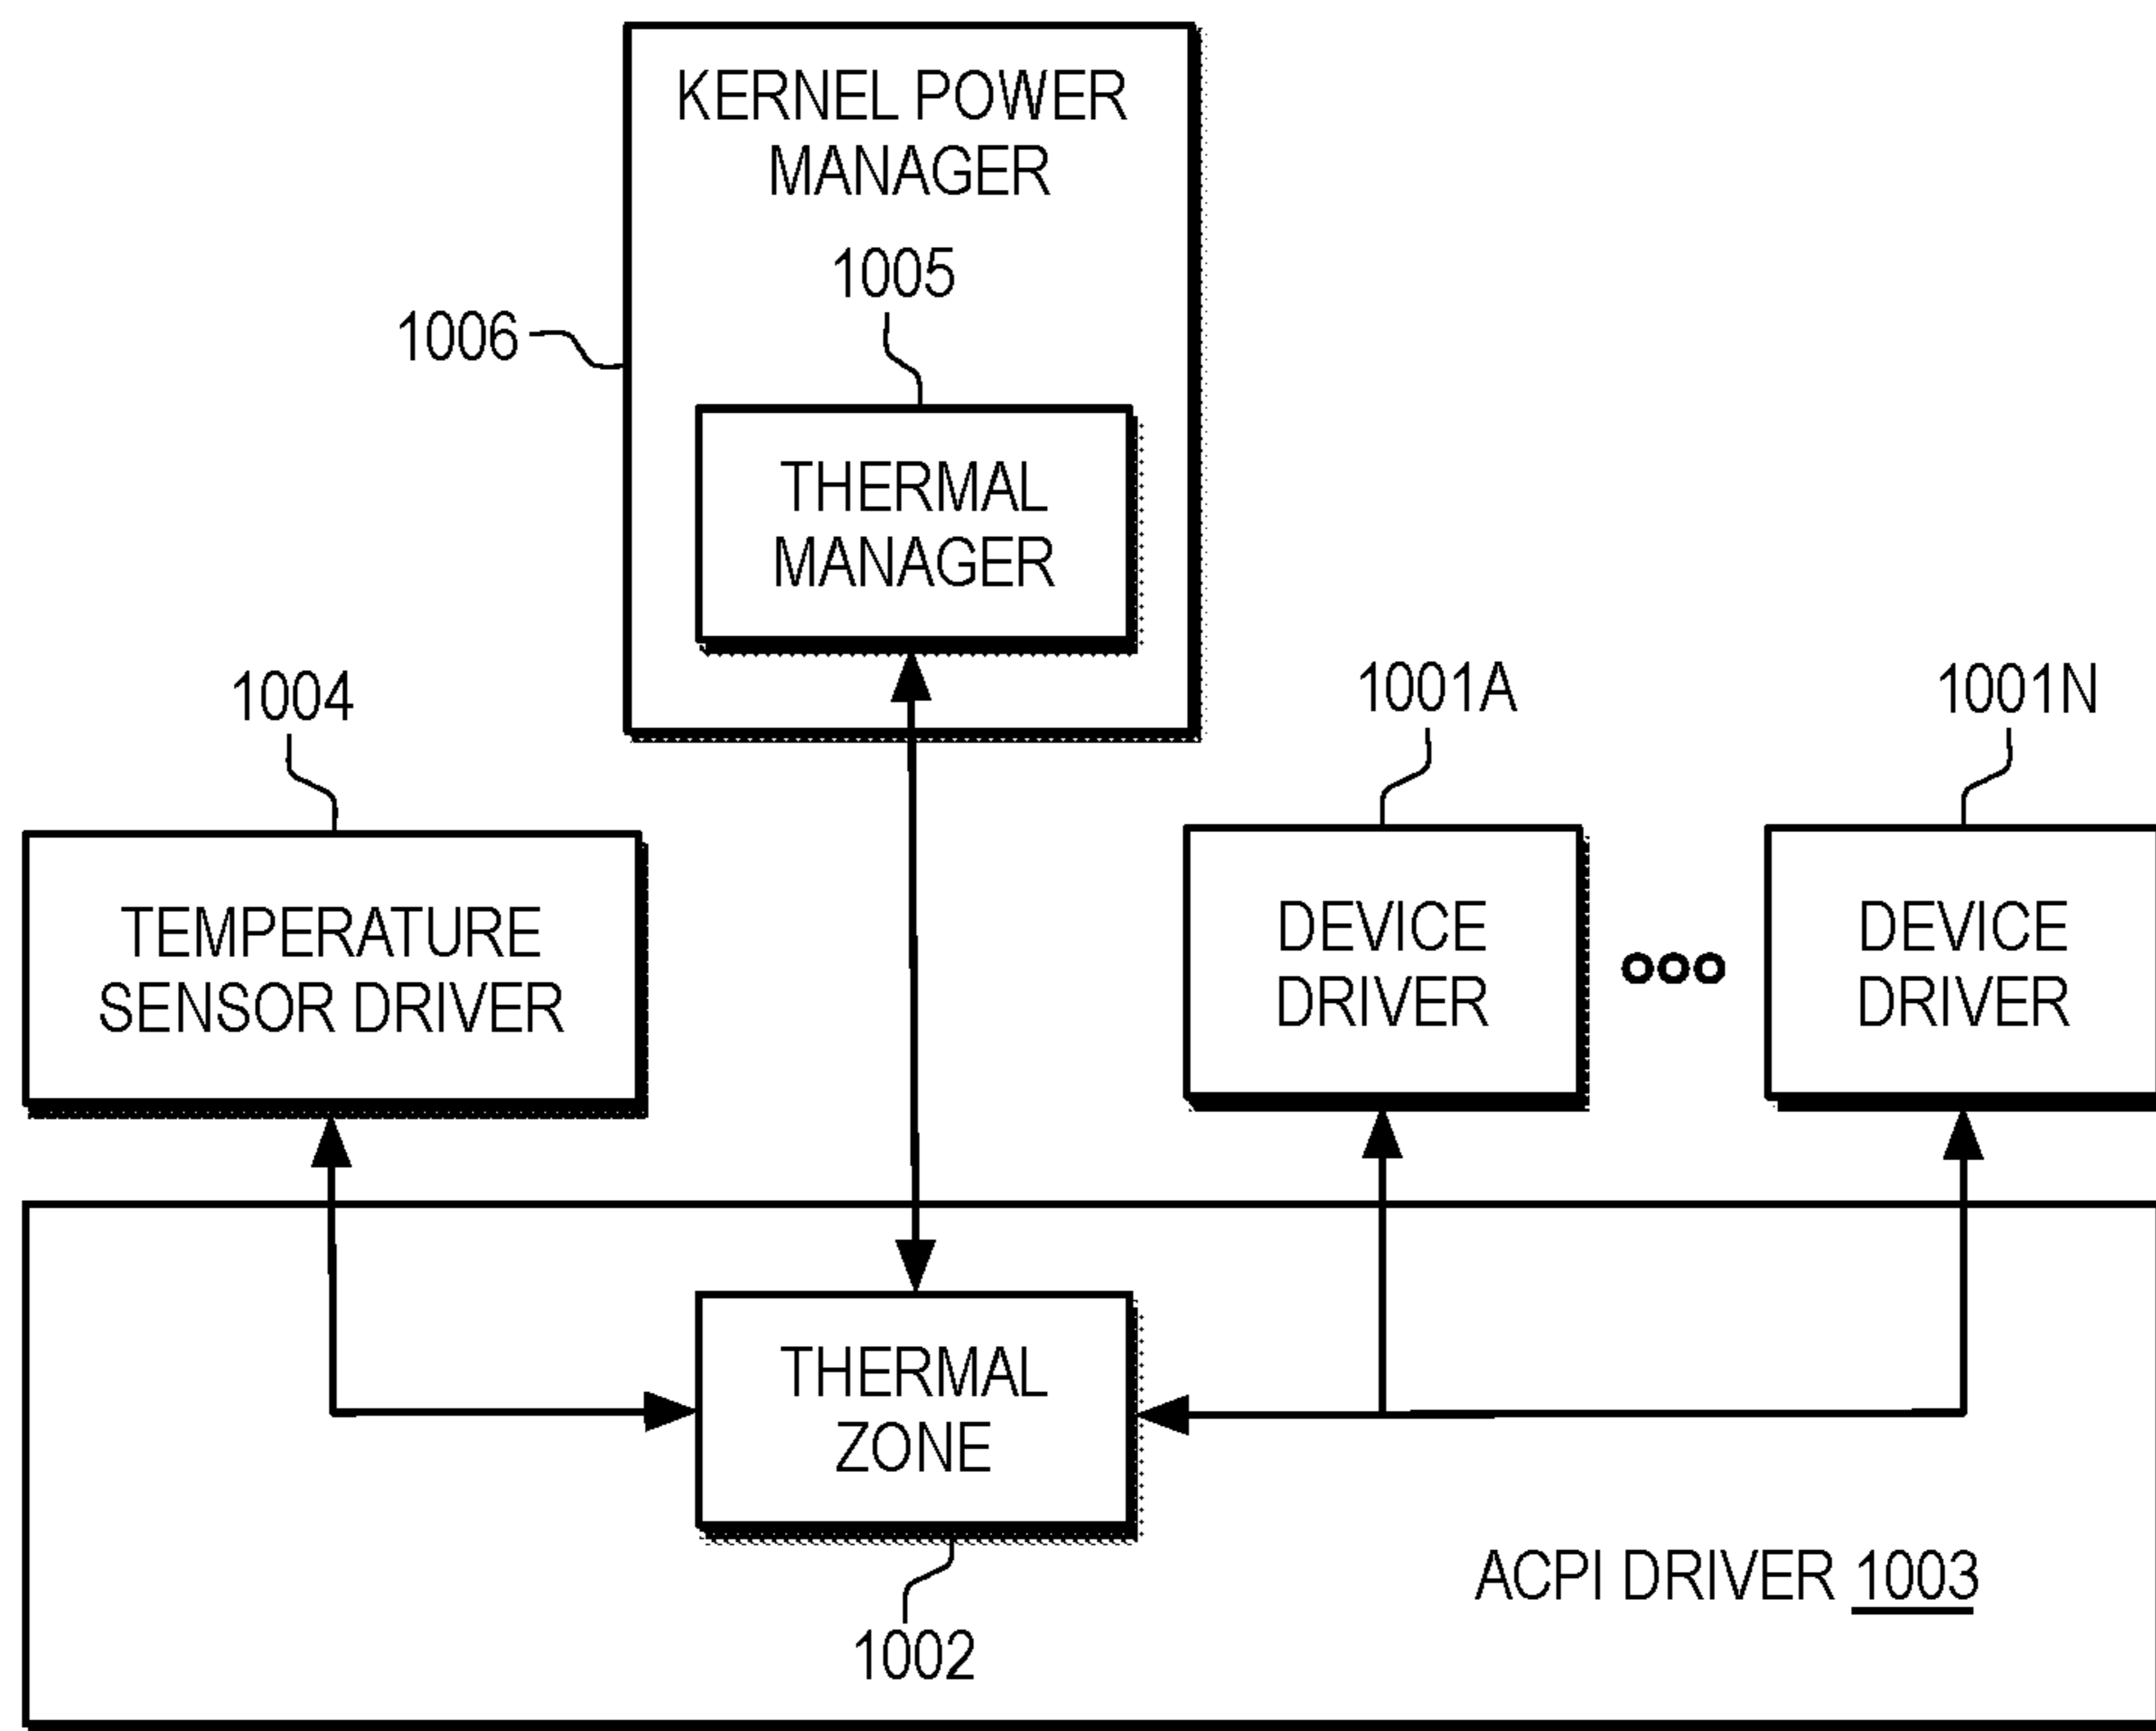 KERNEL POWER
MANAGER
1005
1006
THERMAL
MANAGER
1004
1001A
1001N
TEMPERATURE
SENSOR DRIVER
DEVICE
DRIVER
DEVICE
DRIVER
THERMAL
ZONE
ACPI DRIVER 1003
1002